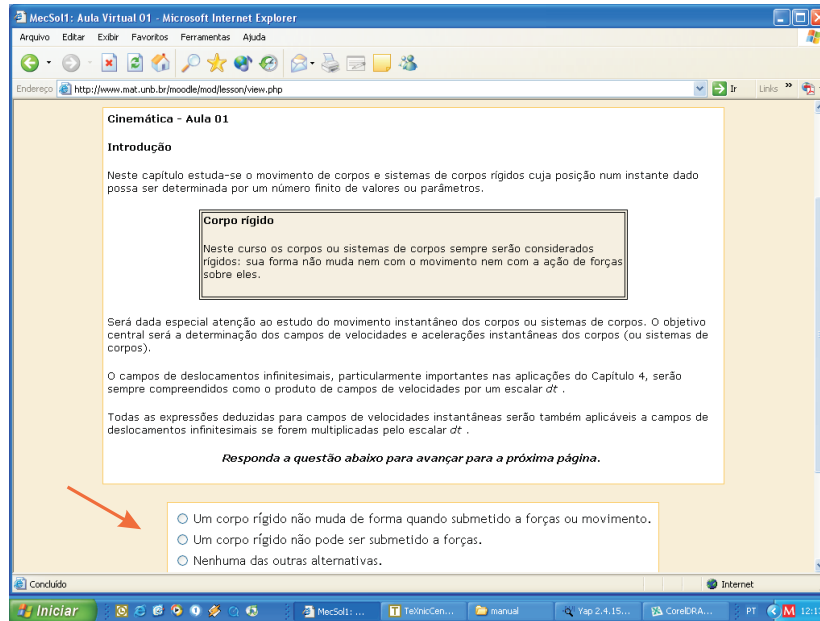 MecSol1: Aula Virtual 01 - Microsoft Internet Explorer
Arquivo Editar Exibir Favoritos Ferramentas Ajuda
Endereço http://www.mat.unb.br/moodle/mod/lesson/view.php Ir Links »
Cinemática - Aula 01
Introdução
Neste capítulo estuda-se o movimento de corpos e sistemas de corpos rígidos cuja posição num instante dado
possa ser determinada por um número finito de valores ou parâmetros.
Corpo rígido
Neste curso os corpos ou sistemas de corpos sempre serão considerados
rígidos: sua forma não muda nem com o movimento nem com a ação de forças
sobre eles.
Será dada especial atenção ao estudo do movimento instantâneo dos corpos ou sistemas de corpos. O objetivo
central será a determinação dos campos de velocidades e acelerações instantâneas dos corpos (ou sistemas de
corpos).
O campos de deslocamentos infinitesimais, particularmente importantes nas aplicações do Capítulo 4, serão
sempre compreendidos como o produto de campos de velocidades por um escalar dt .
Todas as expressões deduzidas para campos de velocidades instantâneas serão também aplicáveis a campos de
deslocamentos infinitesimais se forem multiplicadas pelo escalar dt .
Responda a questão abaixo para avançar para a próxima página.
Um corpo rígido não muda de forma quando submetido a forças ou movimento.
Um corpo rígido não pode ser submetido a forças.
Nenhuma das outras alternativas.
Concluído Internet
Iniciar MecSol1: ... TeXnicCen... manual Yap 2.4.15... CorelDRA... PT M